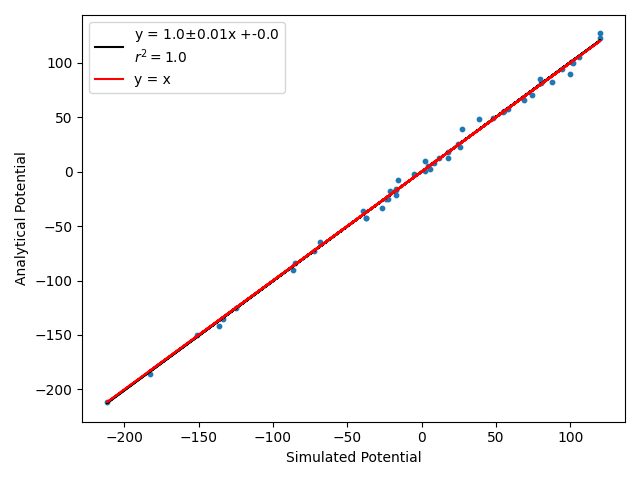 y = 1.0±0.01x +-0.0
r² = 1.0
y = x
100
50
0
−50
−100
−150
−200
Analytical Potential
−200 −150 −100 −50 0 50 100
Simulated Potential